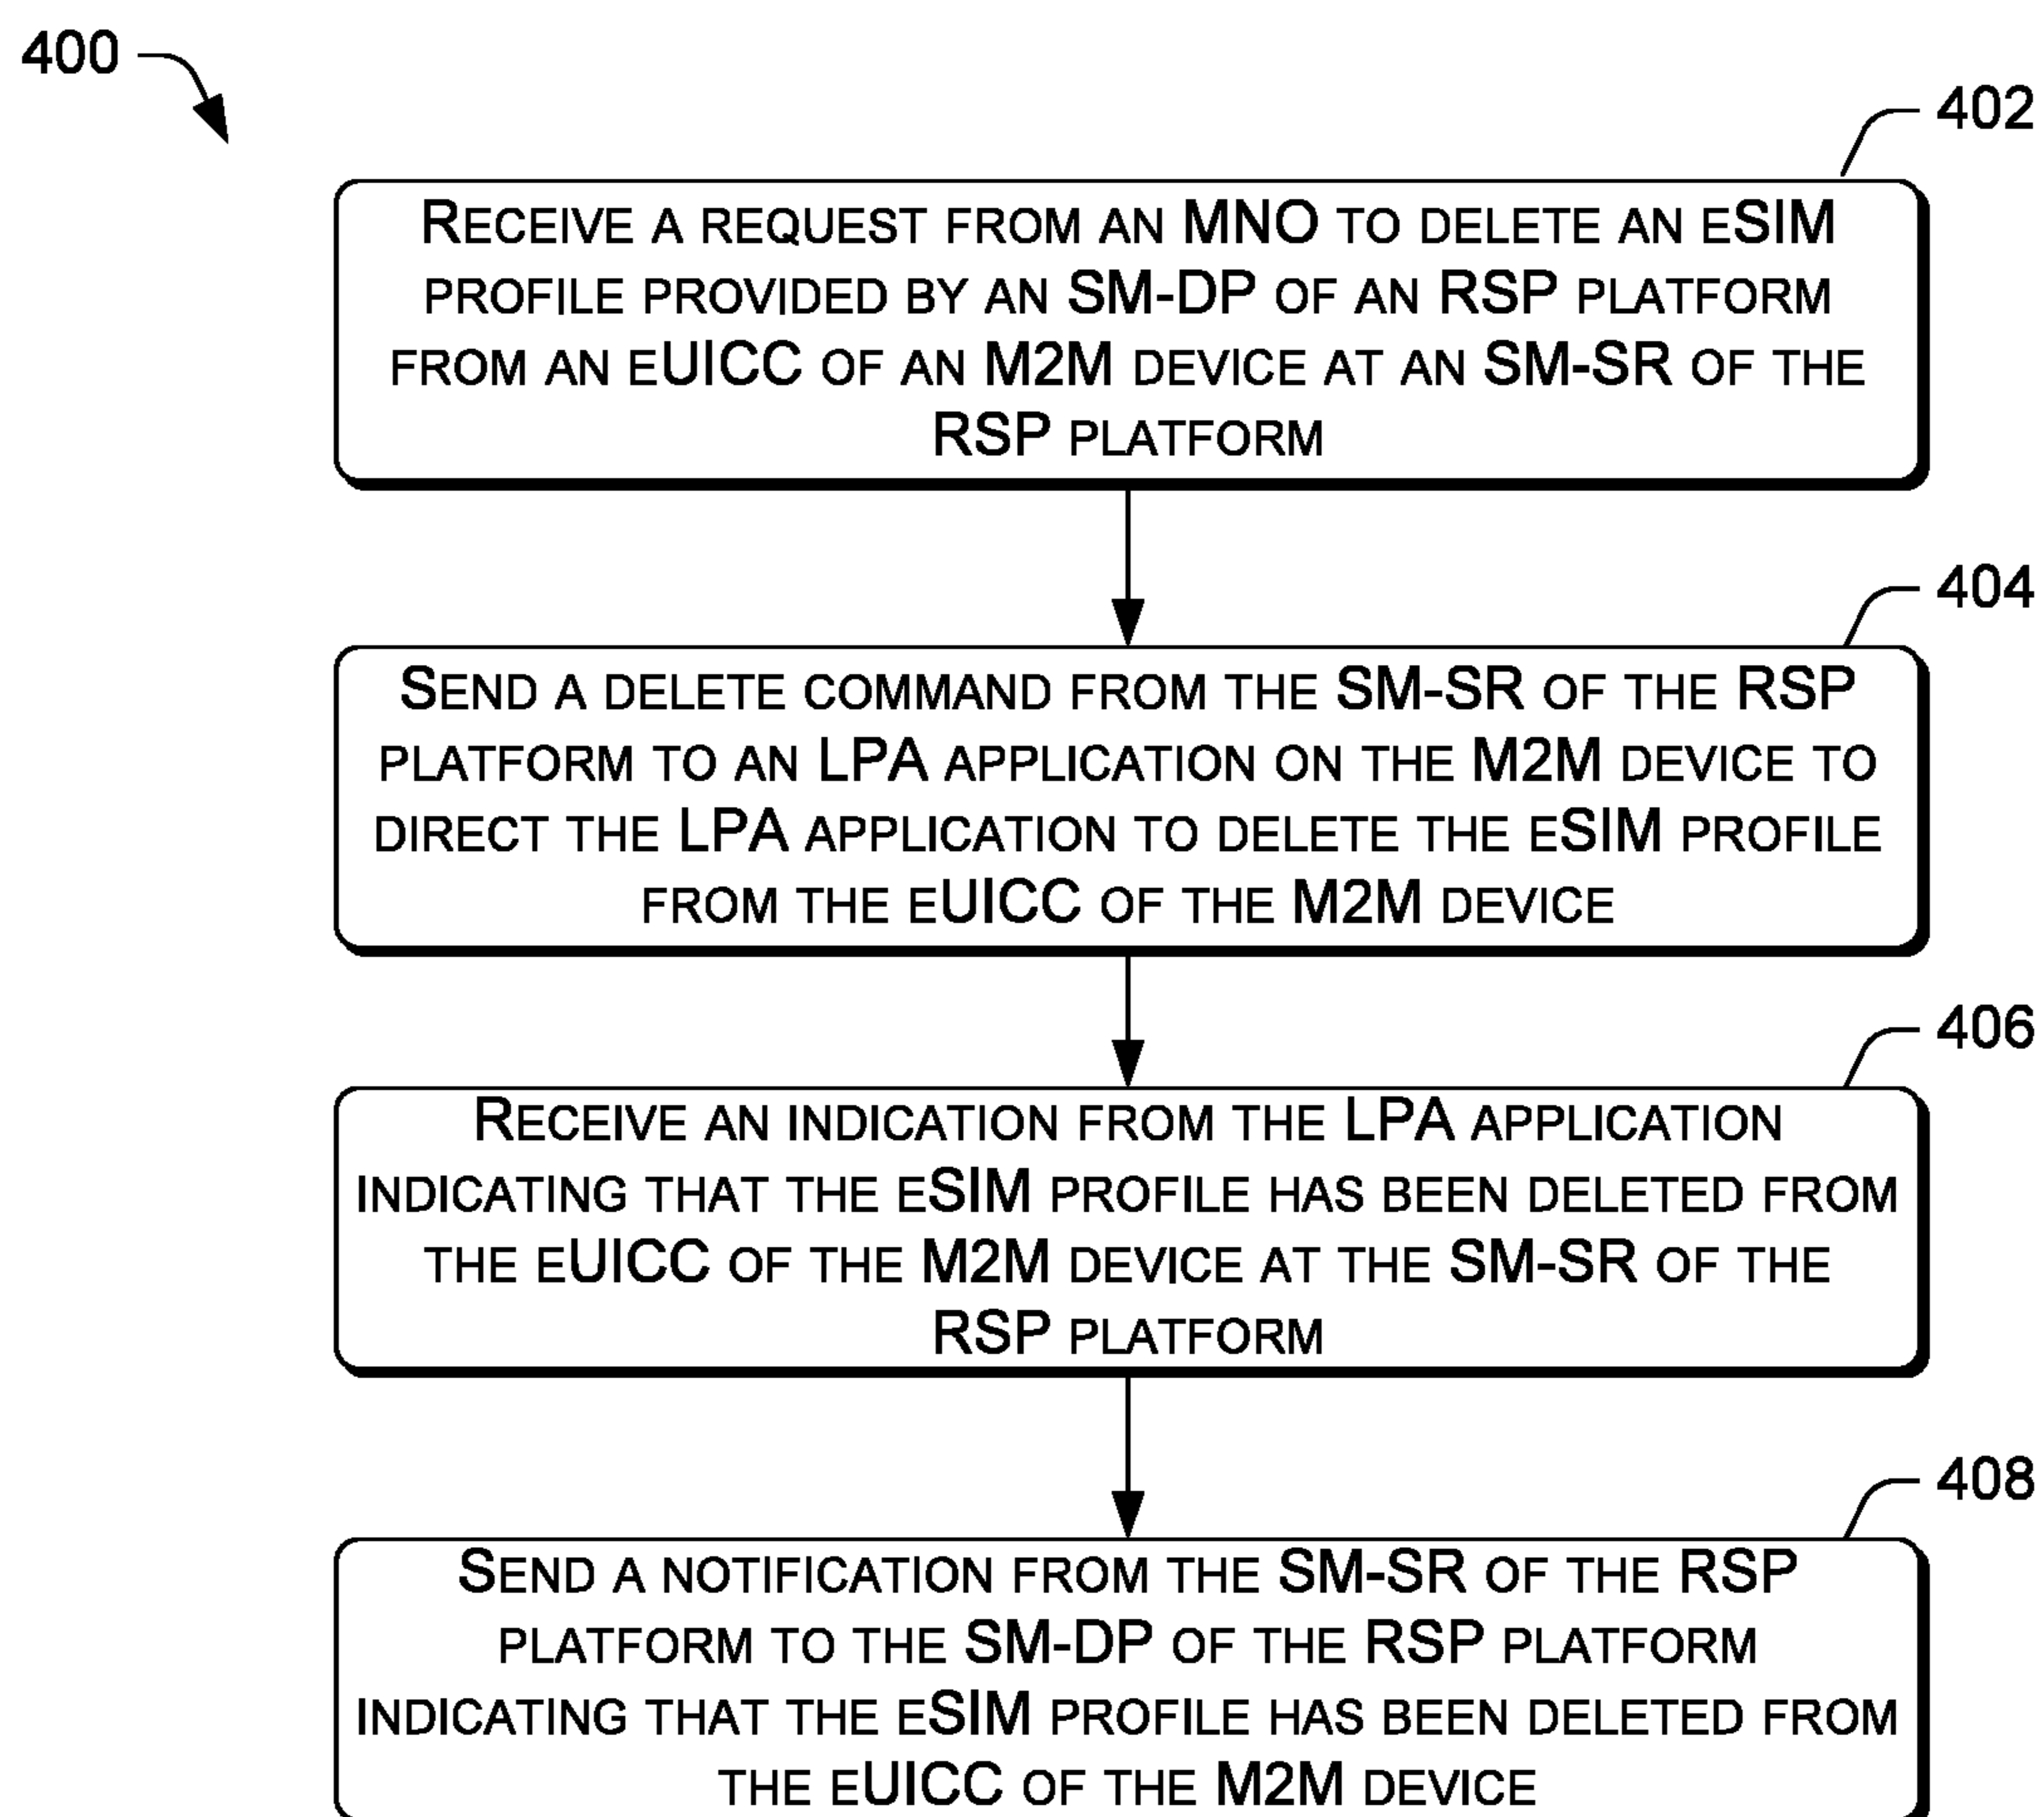 400
402
RECEIVE A REQUEST FROM AN MNO TO DELETE AN ESIM
PROFILE PROVIDED BY AN SM-DP OF AN RSP PLATFORM
FROM AN EUICC OF AN M2M DEVICE AT AN SM-SR OF THE
RSP PLATFORM
404
SEND A DELETE COMMAND FROM THE SM-SR OF THE RSP
PLATFORM TO AN LPA APPLICATION ON THE M2M DEVICE TO
DIRECT THE LPA APPLICATION TO DELETE THE ESIM PROFILE
FROM THE EUICC OF THE M2M DEVICE
406
RECEIVE AN INDICATION FROM THE LPA APPLICATION
INDICATING THAT THE ESIM PROFILE HAS BEEN DELETED FROM
THE EUICC OF THE M2M DEVICE AT THE SM-SR OF THE
RSP PLATFORM
408
SEND A NOTIFICATION FROM THE SM-SR OF THE RSP
PLATFORM TO THE SM-DP OF THE RSP PLATFORM
INDICATING THAT THE ESIM PROFILE HAS BEEN DELETED FROM
THE EUICC OF THE M2M DEVICE